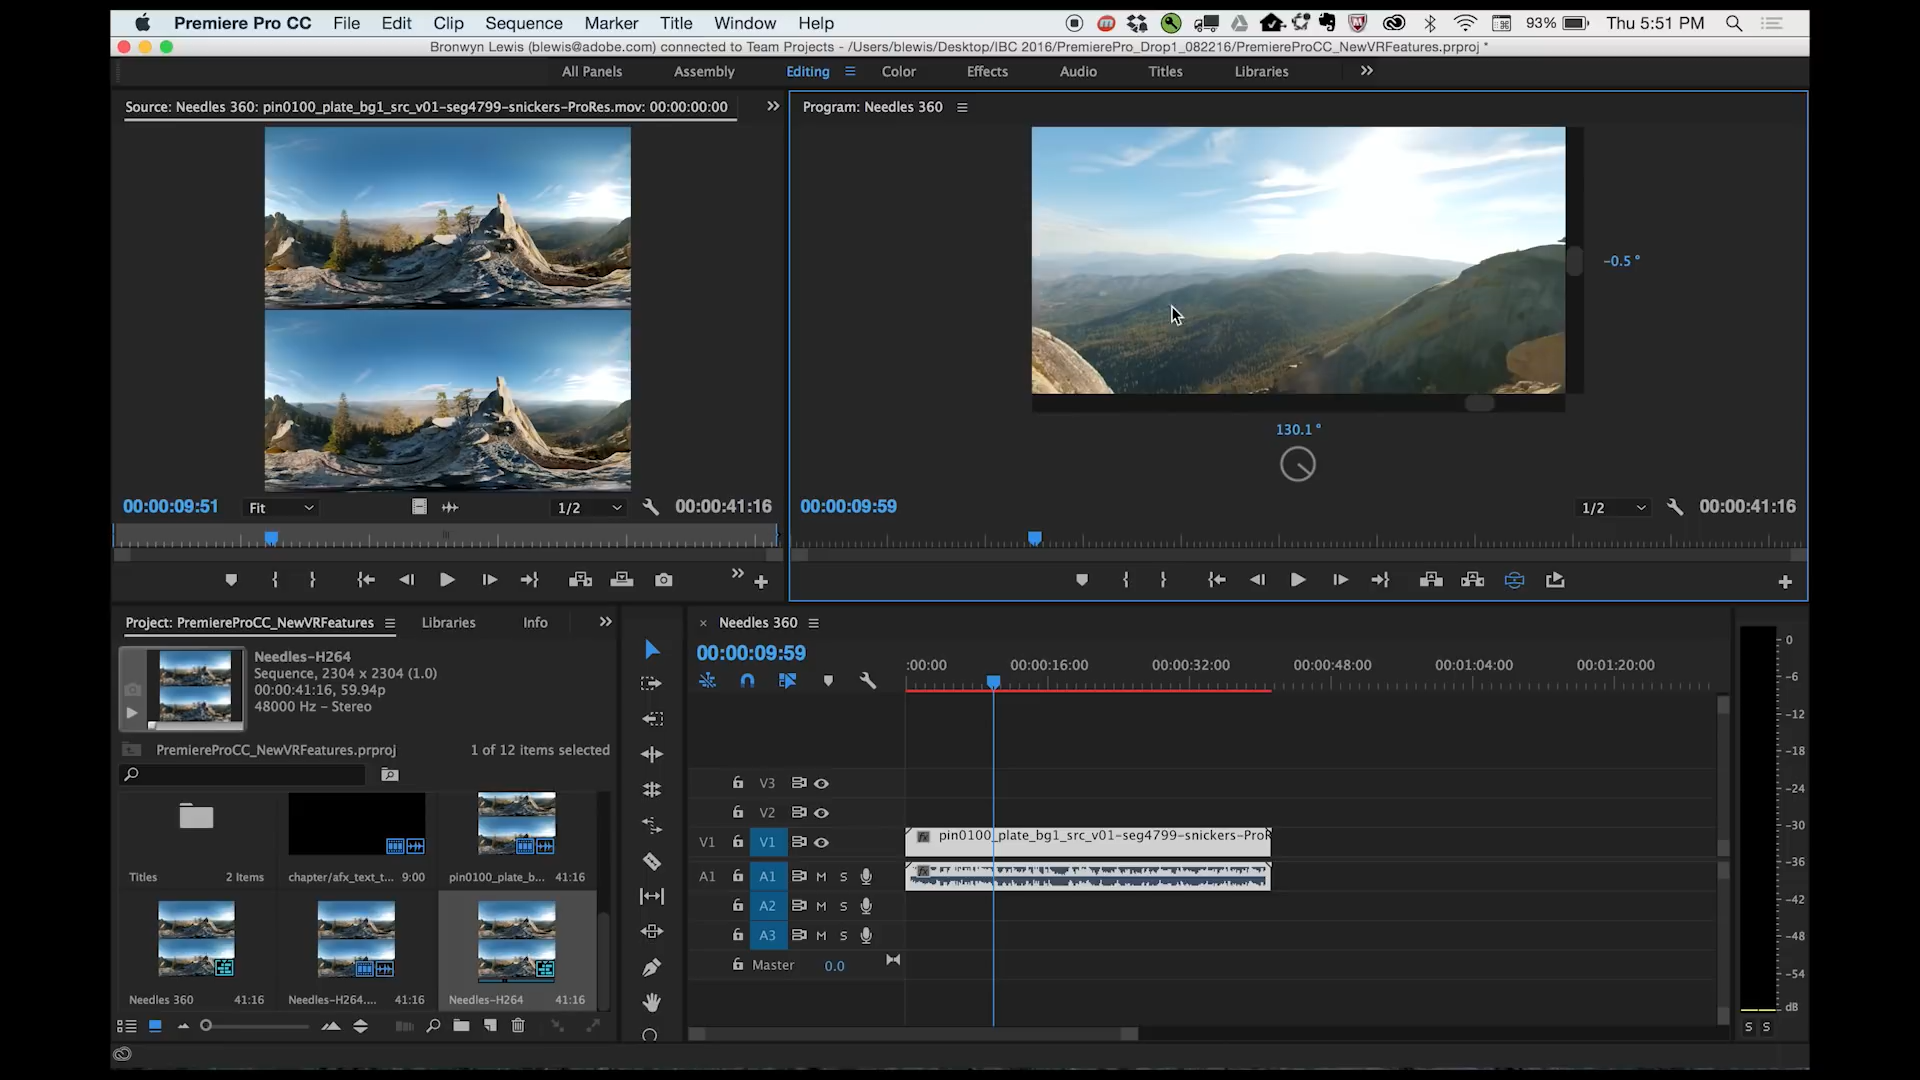 Premiere Pro CC File Edit Clip Sequence Marker Title Window Help 93% Thu 5:51 PM
Bronwyn Lewis (blewis@adobe.com) connected to Team Projects - /Users/blewis/Desktop/IBC 2016/PremierePro_Drop1_082216/PremiereProCC_NewVRFeatures.prproj *
All Panels Assembly Editing Color Effects Audio Titles Libraries
Source: Needles 360: pin0100_plate_bg1_src_v01-seg4799-snickers-ProRes.mov: 00:00:00:00
Program: Needles 360
-0.5 °
130.1 °
00:00:09:51 Fit 1/2 00:00:41:16
00:00:09:59 1/2 00:00:41:16
Project: PremiereProCC_NewVRFeatures Libraries Info
Needles-H264
Sequence, 2304 x 2304 (1.0)
00:00:41:16, 59.94p
48000 Hz - Stereo
PremiereProCC_NewVRFeatures.prproj 1 of 12 items selected
Titles 2 Items chapter/afx_text_t... 9:00 pin0100_plate_b... 41:16
Needles 360 41:16 Needles-H264.... 41:16 Needles-H264 41:16
× Needles 360
00:00:09:59
:00:00 00:00:16:00 00:00:32:00 00:00:48:00 00:01:04:00 00:01:20:00
V3
V2
V1 V1 fx pin0100_plate_bg1_src_v01-seg4799-snickers-ProR
A1 A1 M S fx
A2 M S
A3 M S
Master 0.0
0
-6
-12
-18
-24
-30
-36
-42
-48
-54
dB
S S